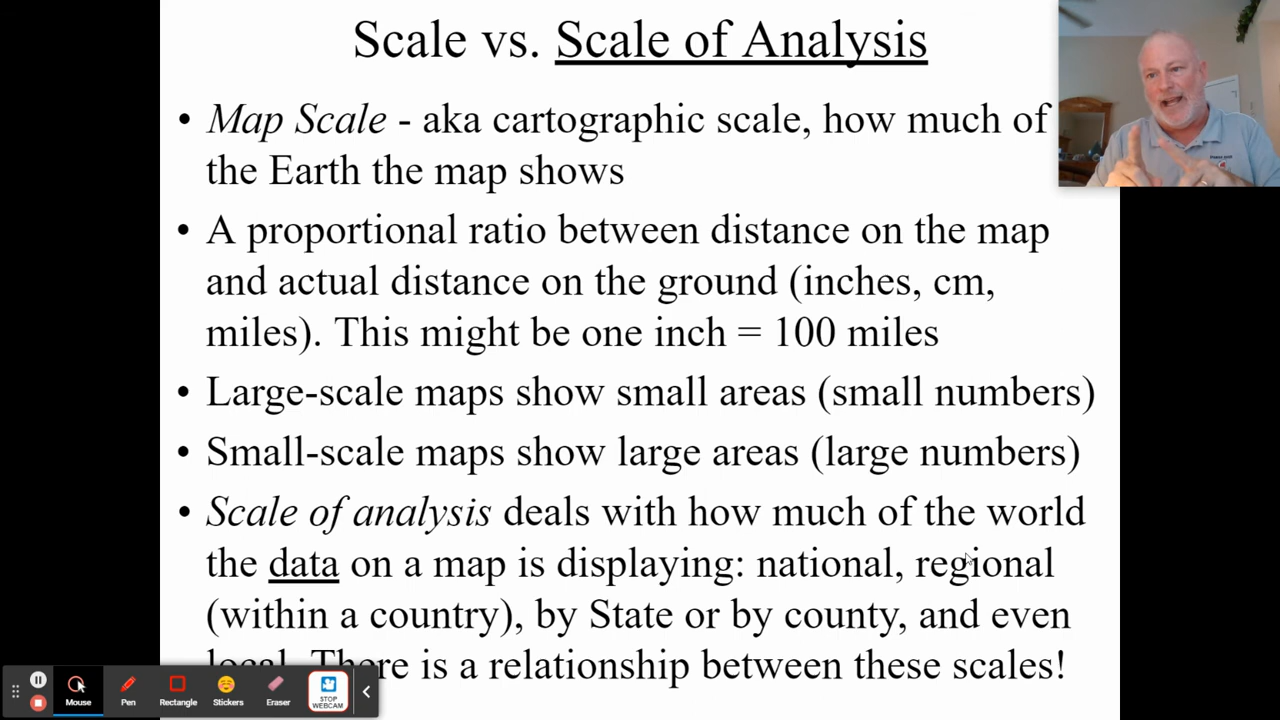 Scale vs. Scale of Analysis
• Map Scale - aka cartographic scale, how much of
the Earth the map shows
• A proportional ratio between distance on the map
and actual distance on the ground (inches, cm,
miles). This might be one inch = 100 miles
• Large-scale maps show small areas (small numbers)
• Small-scale maps show large areas (large numbers)
• Scale of analysis deals with how much of the world
the data on a map is displaying: national, regional
(within a country), by State or by county, and even
local. There is a relationship between these scales!
Mouse Pen Rectangle Stickers Eraser STOP
WEBCAM